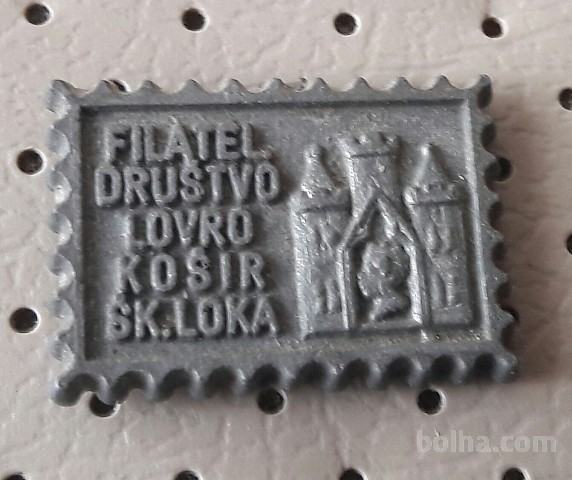 FILATEL.
DRUŠTVO
LOVRO
KOŠIR
ŠK.LOKA
bolha.com